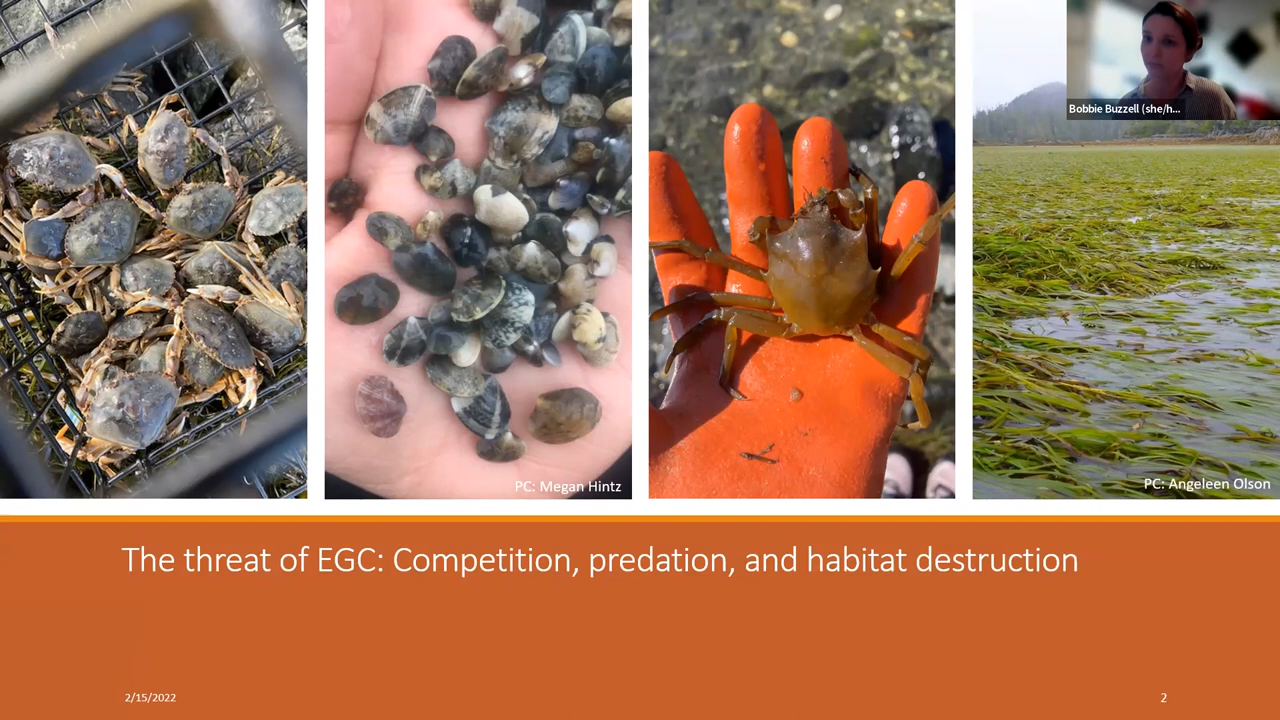 Bobbie Buzzell (she/h...
PC: Megan Hintz
PC: Angeleen Olson
The threat of EGC: Competition, predation, and habitat destruction
2/15/2022
2